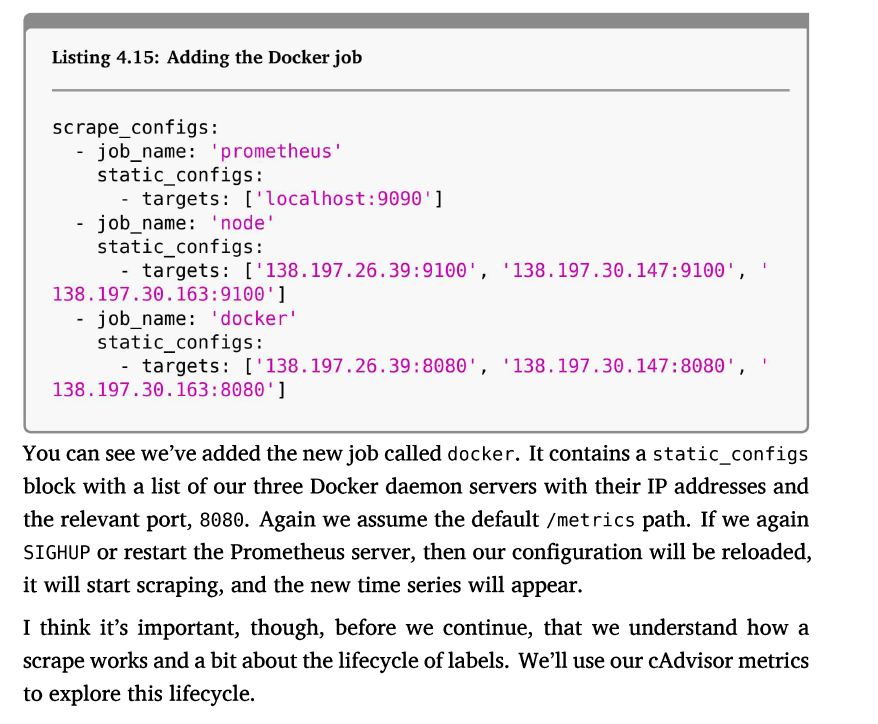 Listing 4.15: Adding the Docker job
scrape_configs:
  - job_name: 'prometheus'
    static_configs:
      - targets: ['localhost:9090']
  - job_name: 'node'
    static_configs:
      - targets: ['138.197.26.39:9100', '138.197.30.147:9100', '
138.197.30.163:9100']
  - job_name: 'docker'
    static_configs:
      - targets: ['138.197.26.39:8080', '138.197.30.147:8080', '
138.197.30.163:8080']
You can see we’ve added the new job called docker. It contains a static_configs
block with a list of our three Docker daemon servers with their IP addresses and
the relevant port, 8080. Again we assume the default /metrics path. If we again
SIGHUP or restart the Prometheus server, then our configuration will be reloaded,
it will start scraping, and the new time series will appear.
I think it’s important, though, before we continue, that we understand how a
scrape works and a bit about the lifecycle of labels. We’ll use our cAdvisor metrics
to explore this lifecycle.